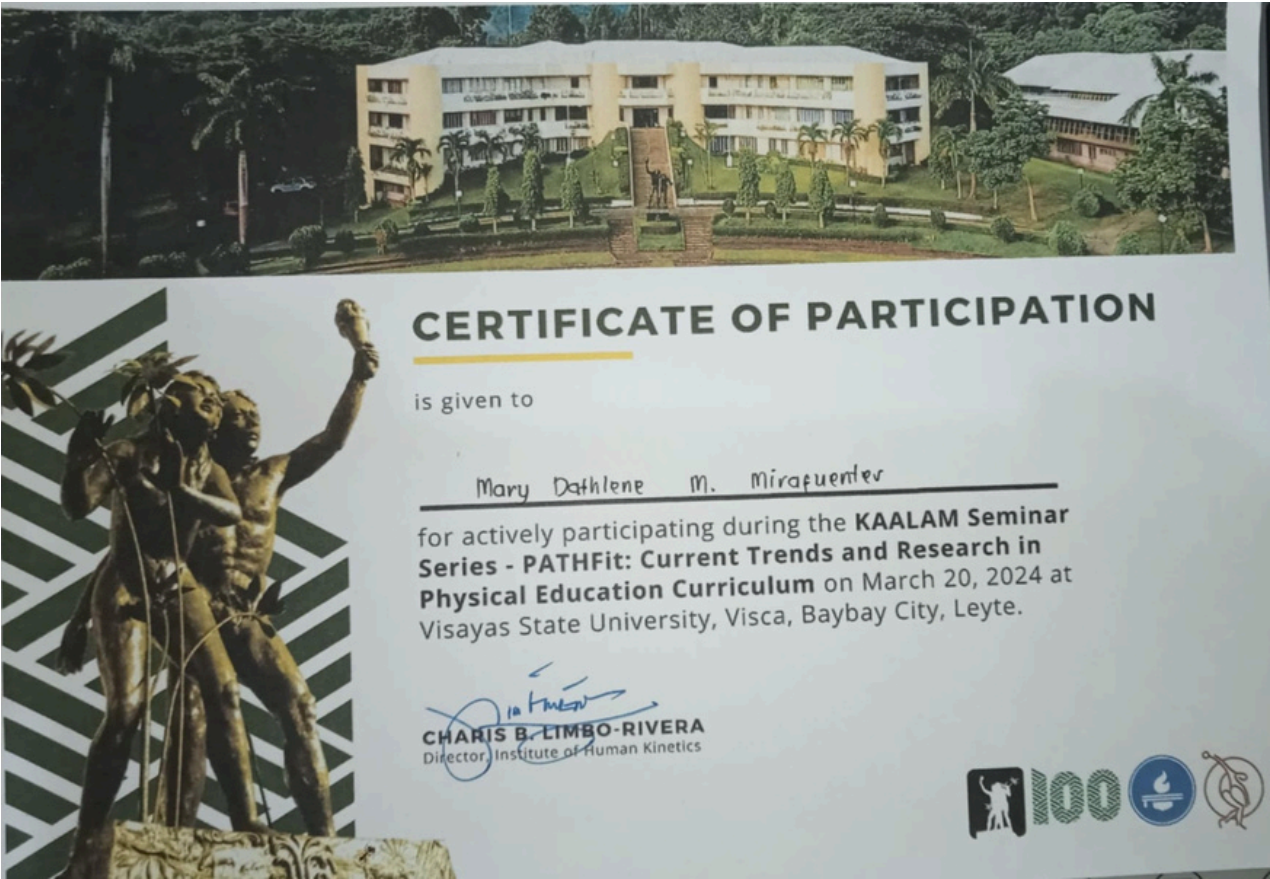 CERTIFICATE OF PARTICIPATION
is given to
Mary Dathlene M. Mirafuentes
for actively participating during the KAALAM Seminar
Series - PATHFit: Current Trends and Research in
Physical Education Curriculum on March 20, 2024 at
Visayas State University, Visca, Baybay City, Leyte.
CHARIS B. LIMBO-RIVERA
Director, Institute of Human Kinetics
100